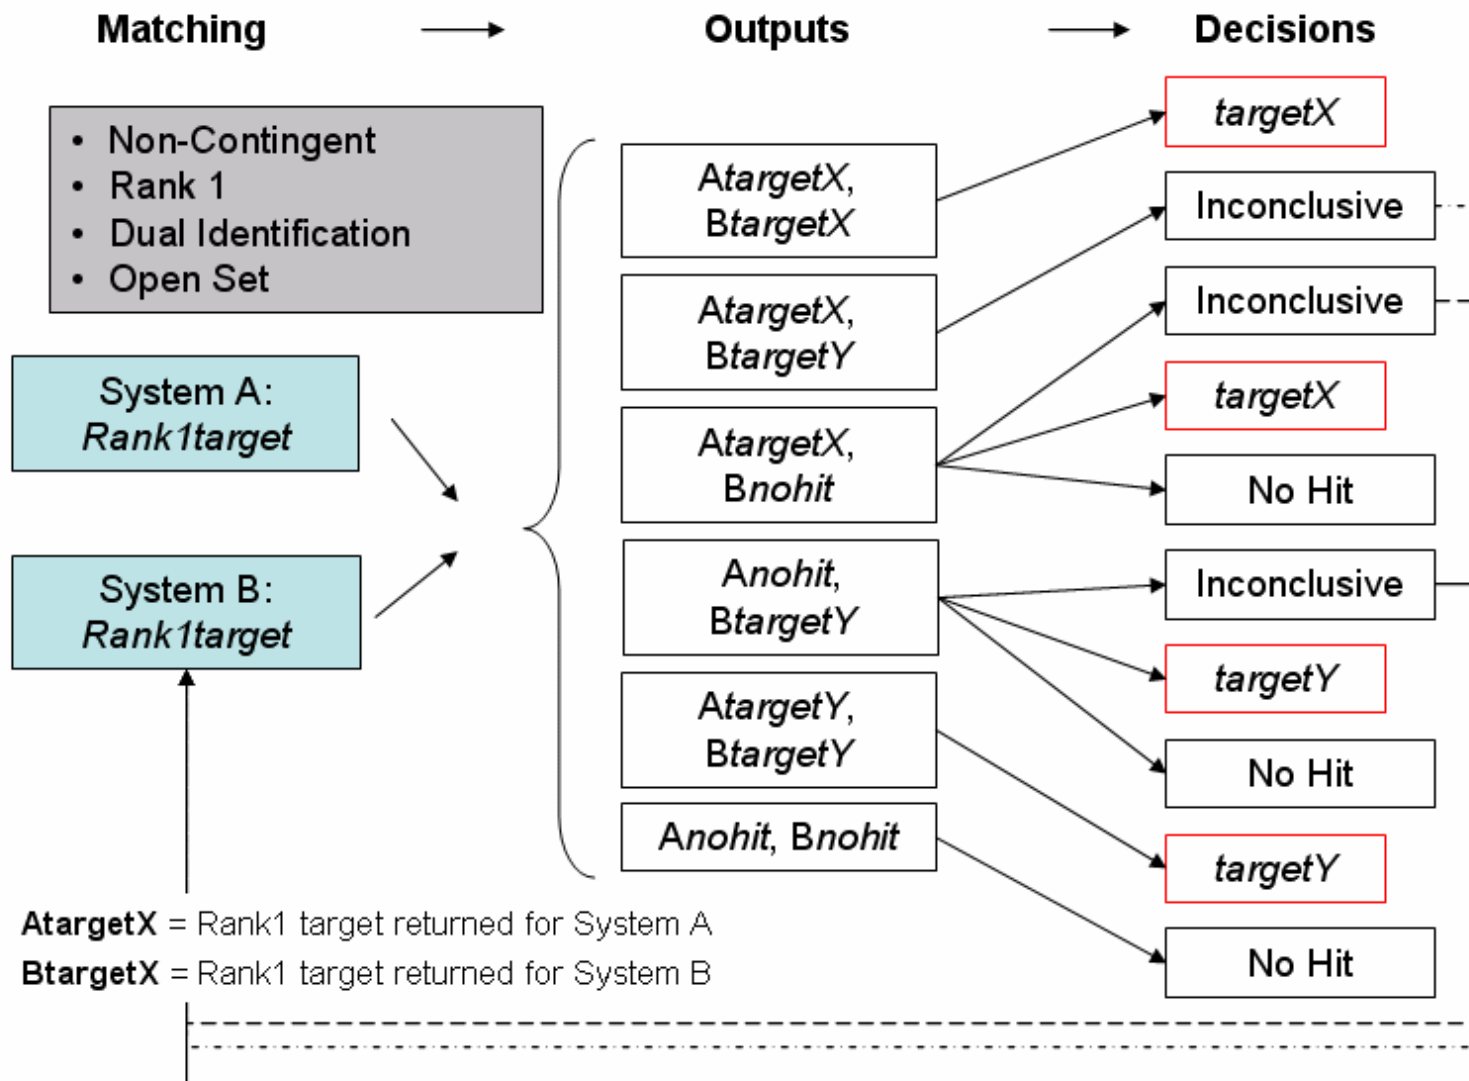 Matching
Outputs
Decisions
• Non-Contingent
• Rank 1
• Dual Identification
• Open Set
System A:
Rank1target
System B:
Rank1target
AtargetX,
BtargetX
AtargetX,
BtargetY
AtargetX,
Bnohit
Anohit,
BtargetY
AtargetY,
BtargetY
Anohit, Bnohit
targetX
Inconclusive
Inconclusive
targetX
No Hit
Inconclusive
targetY
No Hit
targetY
No Hit
AtargetX = Rank1 target returned for System A
BtargetX = Rank1 target returned for System B